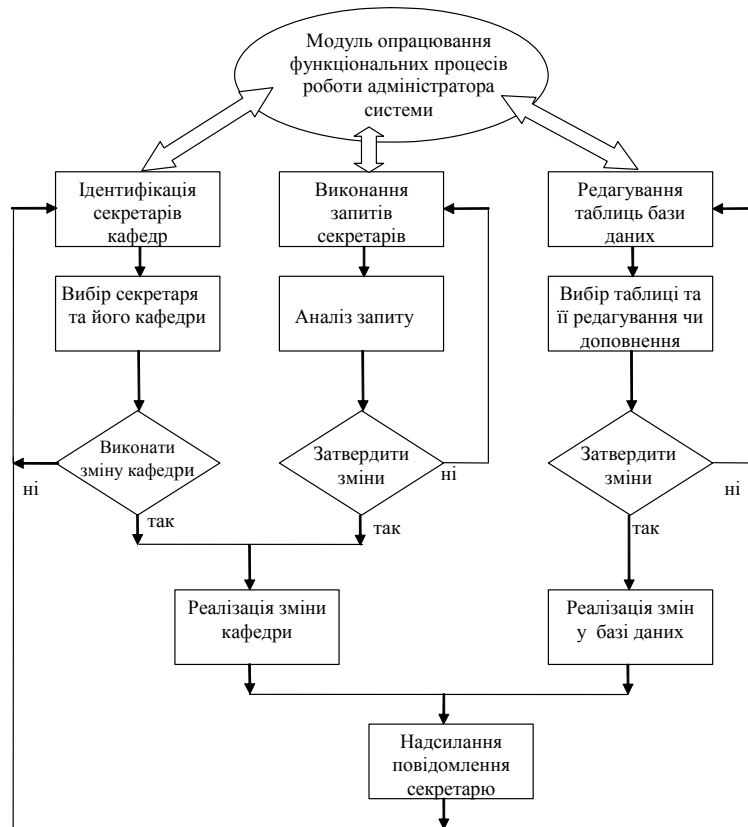 Модуль опрацювання
функціональних процесів
роботи адміністратора
системи
Ідентифікація
секретарів
кафедр
Виконання
запитів
секретарів
Редагування
таблиць бази
даних
Вибір секретаря
та його кафедри
Аналіз запиту
Вибір таблиці та
її редагування чи
доповнення
Виконати
зміну кафедри
Затвердити
зміни
Затвердити
зміни
ні
ні
ні
так
так
так
Реалізація зміни
кафедри
Реалізація змін
у базі даних
Надсилання
повідомлення
секретарю